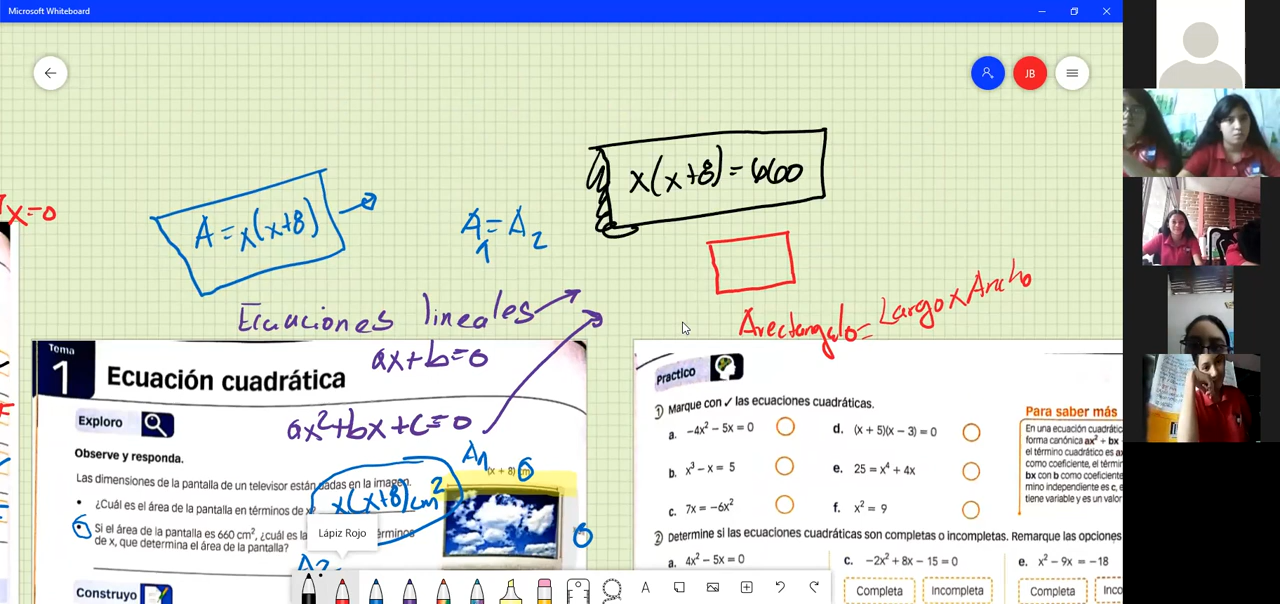 Microsoft Whiteboard
JB
x(x+8)=660
x=0
A=x(x+8)
A1=A2
Ecuaciones lineales
ax+b=0
ax²+bx+c=0
Arectangulo=Largo x Ancho
Tema
1
Ecuación cuadrática
Exploro
Observe y responda.
Las dimensiones de la pantalla de un televisor están dadas en la imagen.
• ¿Cuál es el área de la pantalla en términos de x?
x(x+8)cm²
A1
(x + 8)
Si el área de la pantalla es 660 cm², ¿cuál es la
términos
de x, que determina el área de la pantalla?
Lápiz Rojo
A2=
Construyo
Practico
1 Marque con ✓ las ecuaciones cuadráticas.
a. -4x² - 5x = 0
d. (x + 5)(x - 3) = 0
b. x³ - x = 5
e. 25 = x⁴ + 4x
c. 7x = -6x²
f. x² = 9
2 Determine si las ecuaciones cuadráticas son completas o incompletas. Remarque las opciones
a. 4x² - 5x = 0
c. -2x² + 8x - 15 = 0
e. x² - 9x = -18
Completa
Incompleta
Completa
Inco
Para saber más
En una ecuación cuadrátic
forma canónica ax² + bx
el término cuadrático es a
como coeficiente, el térmi
bx con b como coeficiente
mino independiente es c, e
tiene variable y es un valor
A